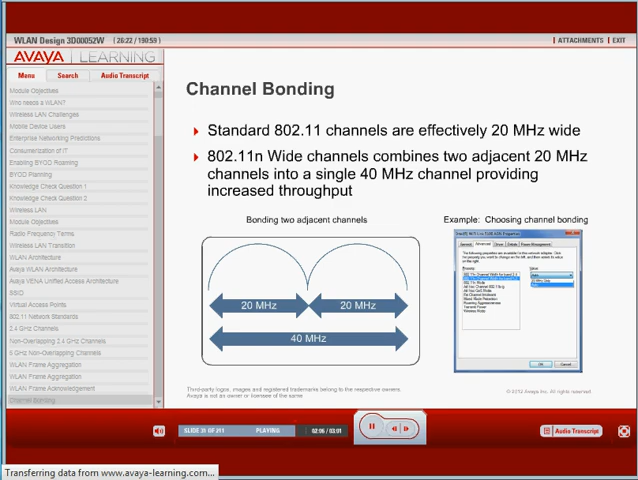 WLAN Design 3D00052W (26:22 / 190:59)
ATTACHMENTS EXIT
AVAYA LEARNING
Menu Search Audio Transcript
Module Objectives
Who needs a WLAN?
Wireless LAN Challenges
Mobile Device Users
Enterprise Networking Predictions
Consumerization of IT
Enabling BYOD Roaming
BYOD Planning
Knowledge Check Question 1
Knowledge Check Question 2
Wireless LAN
Module Objectives
Radio Frequency Terms
Wireless LAN Transition
WLAN Architecture
Avaya WLAN Architecture
Avaya VENA Unified Access Architecture
SSID
Virtual Access Points
802.11 Network Standards
2.4 GHz Channels
Non-Overlapping 2.4 GHz Channels
5 GHz Non-Overlapping Channels
WLAN Frame Aggregation
WLAN Frame Aggregation
WLAN Frame Acknowledgement
Channel Bonding
Channel Bonding
Standard 802.11 channels are effectively 20 MHz wide
802.11n Wide channels combines two adjacent 20 MHz
channels into a single 40 MHz channel providing
increased throughput
Bonding two adjacent channels
20 MHz 20 MHz
40 MHz
Example: Choosing channel bonding
General Advanced Driver Details Power Management
OK Cancel
Third-party logos, images and registered trademarks belong to the respective owners.
Avaya is not as owner or licensee of the same
© 2012 Avaya Inc. All rights reserved.
SLIDE 31 OF 211 PLAYING 02:06 / 03:01
Audio Transcript
Transferring data from www.avaya-learning.com...